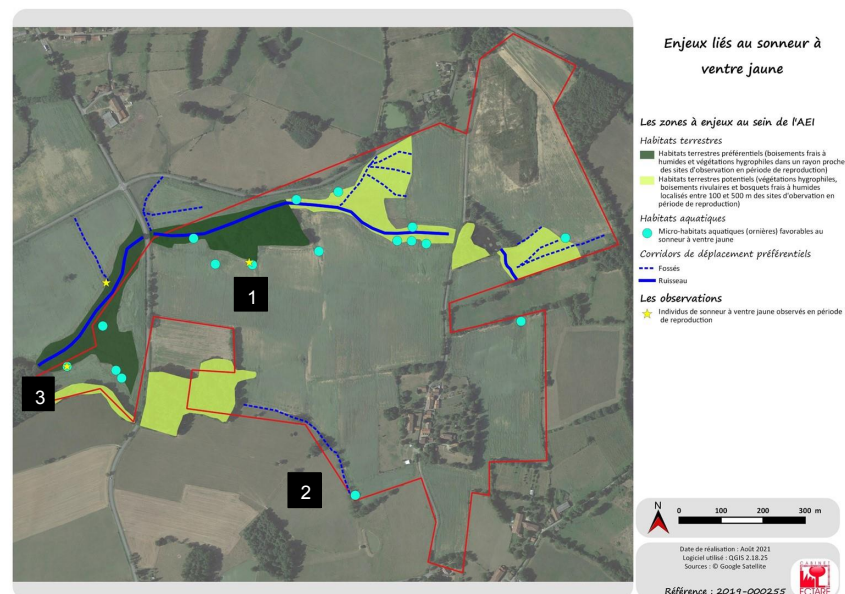 Enjeux liés au sonneur à
ventre jaune
Les zones à enjeux au sein de l'AEI
Habitats terrestres
Habitats terrestres préférentiels (boisements frais à
humides et végétations hygrophiles dans un rayon proche
des sites d'observation en période de reproduction)
Habitats terrestres potentiels (végétations hygrophiles,
boisements rivulaires et bosquets frais à humides
localisés entre 100 et 500 m des sites d'obervation en
période de reproduction)
Habitats aquatiques
Micro-habitats aquatiques (ornières) favorables au
sonneur à ventre jaune
Corridors de déplacement préférentiels
Fossés
Ruisseau
Les observations
Individus de sonneur à ventre jaune observés en période
de reproduction
1
2
3
N
0 100 200 300 m
Date de réalisation : Août 2021
Logiciel utilisé : QGIS 2.18.25
Sources : © Google Satellite
Référence : 2019-000255
CABINET
ECTARE